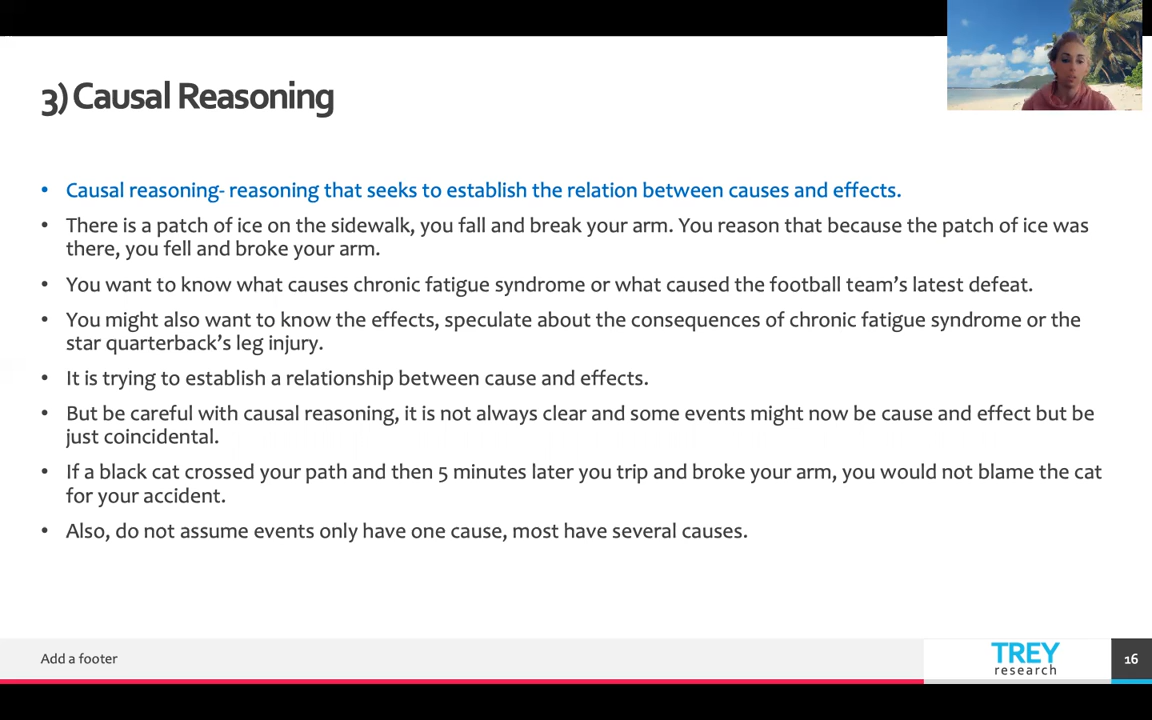 3) Causal Reasoning
• Causal reasoning- reasoning that seeks to establish the relation between causes and effects.
• There is a patch of ice on the sidewalk, you fall and break your arm. You reason that because the patch of ice was
there, you fell and broke your arm.
• You want to know what causes chronic fatigue syndrome or what caused the football team’s latest defeat.
• You might also want to know the effects, speculate about the consequences of chronic fatigue syndrome or the
star quarterback’s leg injury.
• It is trying to establish a relationship between cause and effects.
• But be careful with causal reasoning, it is not always clear and some events might now be cause and effect but be
just coincidental.
• If a black cat crossed your path and then 5 minutes later you trip and broke your arm, you would not blame the cat
for your accident.
• Also, do not assume events only have one cause, most have several causes.
Add a footer
TREY
research
16